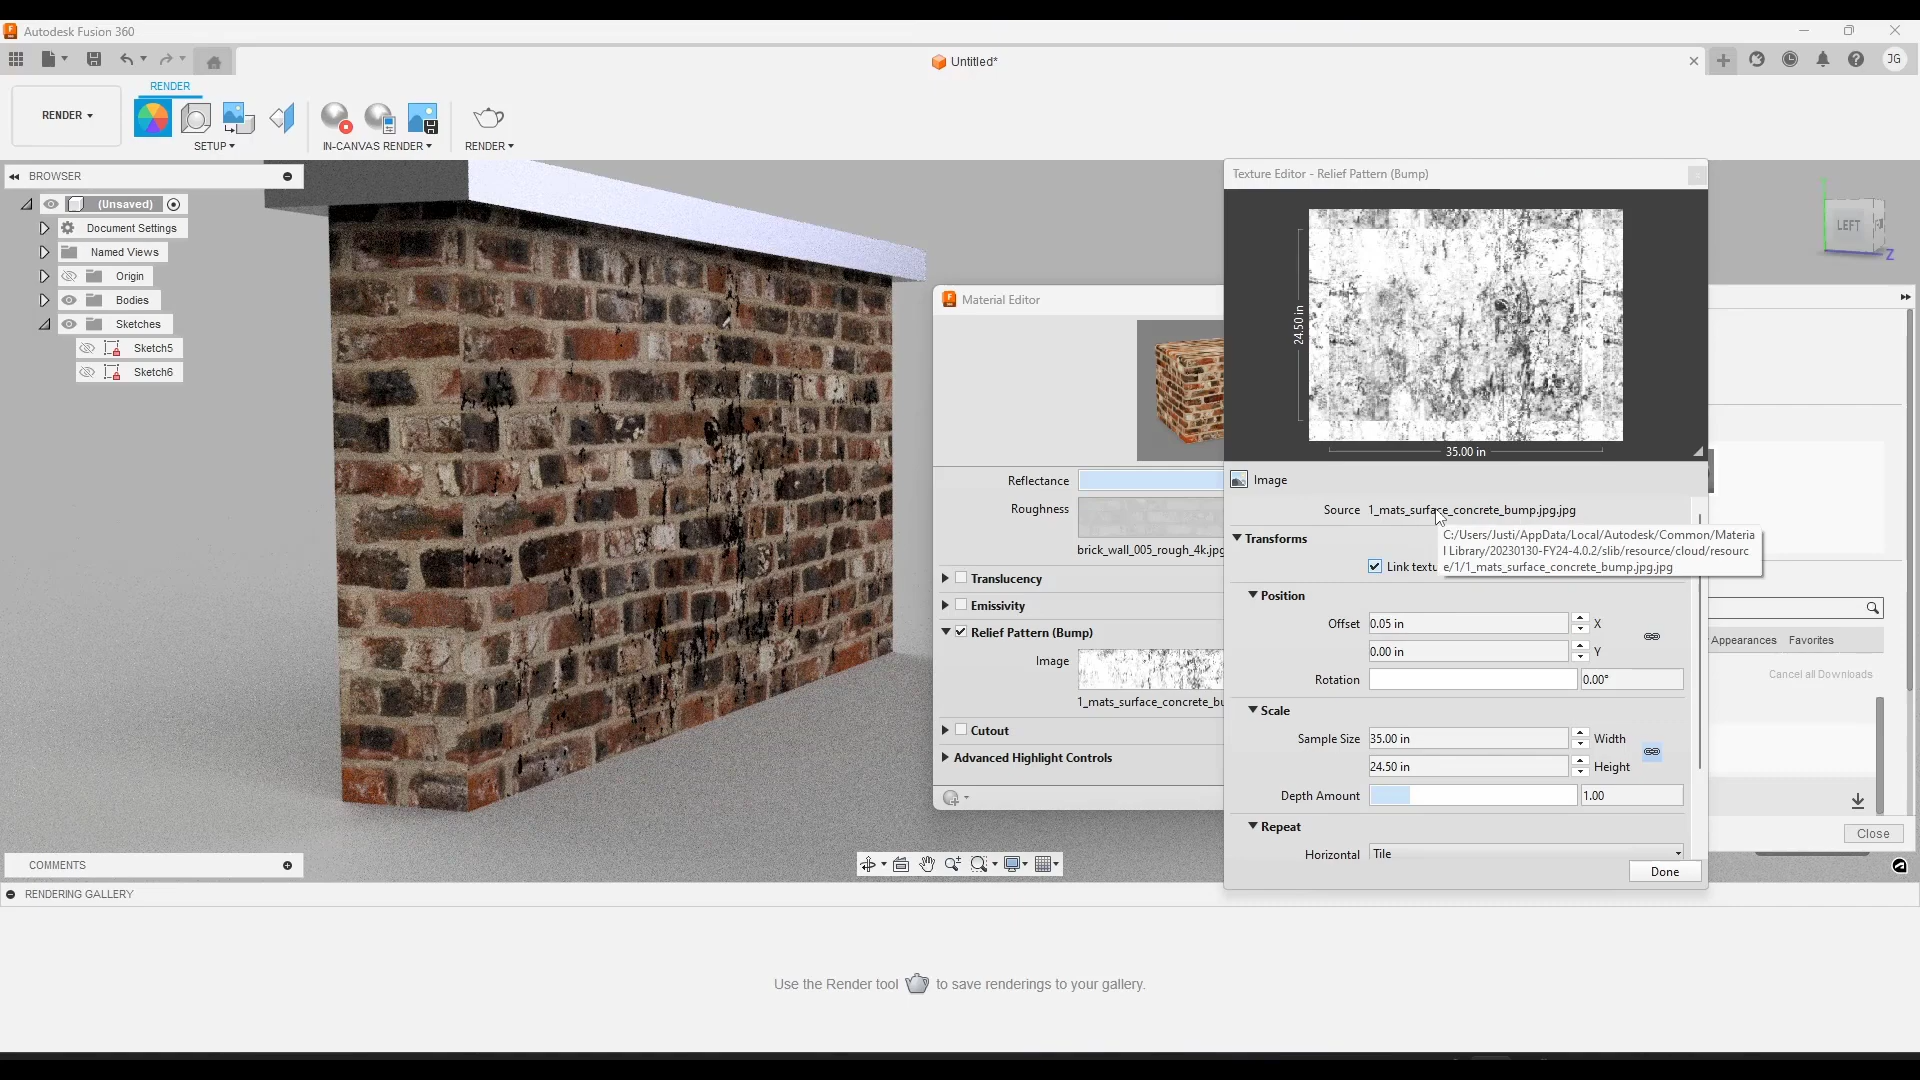 Autodesk Fusion 360
Untitled*
JG
RENDER
RENDER
SETUP
IN-CANVAS RENDER
RENDER
BROWSER
(Unsaved)
Document Settings
Named Views
Origin
Bodies
Sketches
Sketch5
Sketch6
LEFT
Z
Material Editor
Reflectance
Roughness
brick_wall_005_rough_4k.jpg
Translucency
Emissivity
Relief Pattern (Bump)
Image
1_mats_surface_concrete_bu
Cutout
Advanced Highlight Controls
Texture Editor - Relief Pattern (Bump)
24.50 in
35.00 in
Image
Source 1_mats_surface_concrete_bump.jpg.jpg
C:/Users/Justi/AppData/Local/Autodesk/Common/Materia
l Library/20230130-FY24-4.0.2/slib/resource/cloud/resourc
e/1/1_mats_surface_concrete_bump.jpg.jpg
Transforms
Link textu
Position
Offset 0.05 in X
0.00 in Y
Rotation 0.00°
Scale
Sample Size 35.00 in Width
24.50 in Height
Depth Amount 1.00
Repeat
Horizontal Tile
Done
Appearances Favorites
Cancel all Downloads
Close
COMMENTS
RENDERING GALLERY
Use the Render tool to save renderings to your gallery.